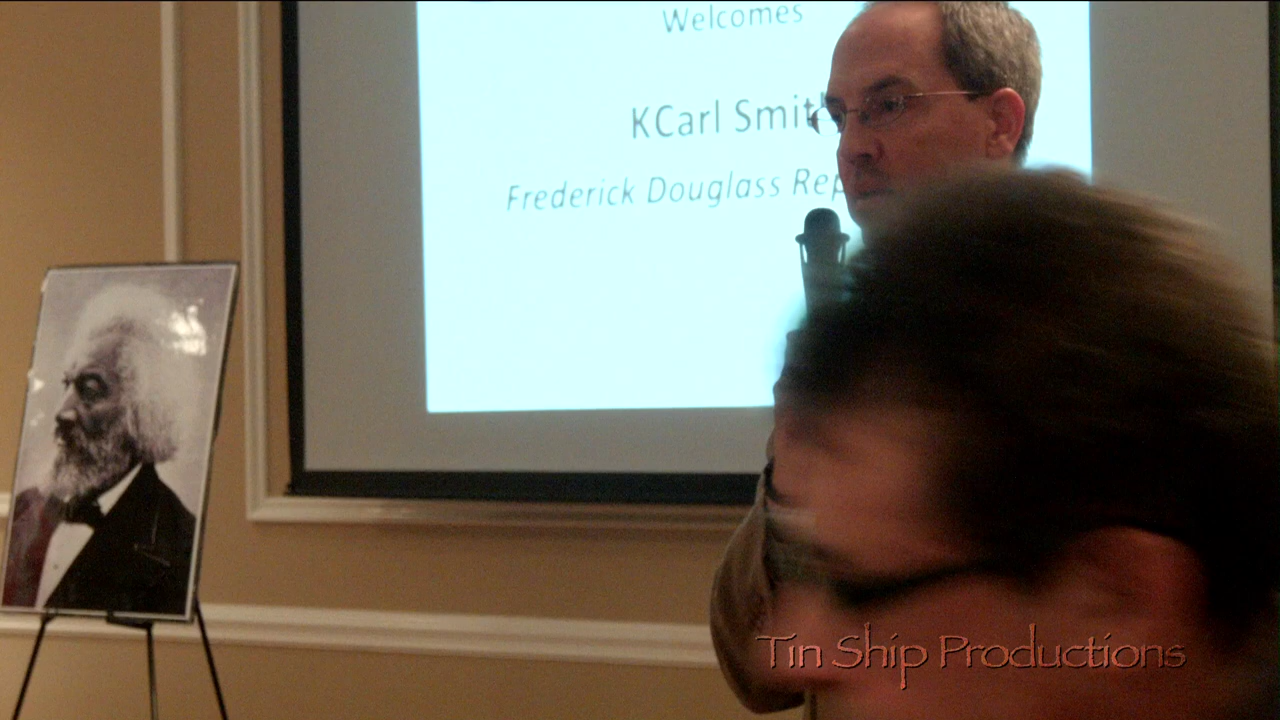 Welcomes
KCarl Smith
Frederick Douglass Rep
Tin Ship Productions